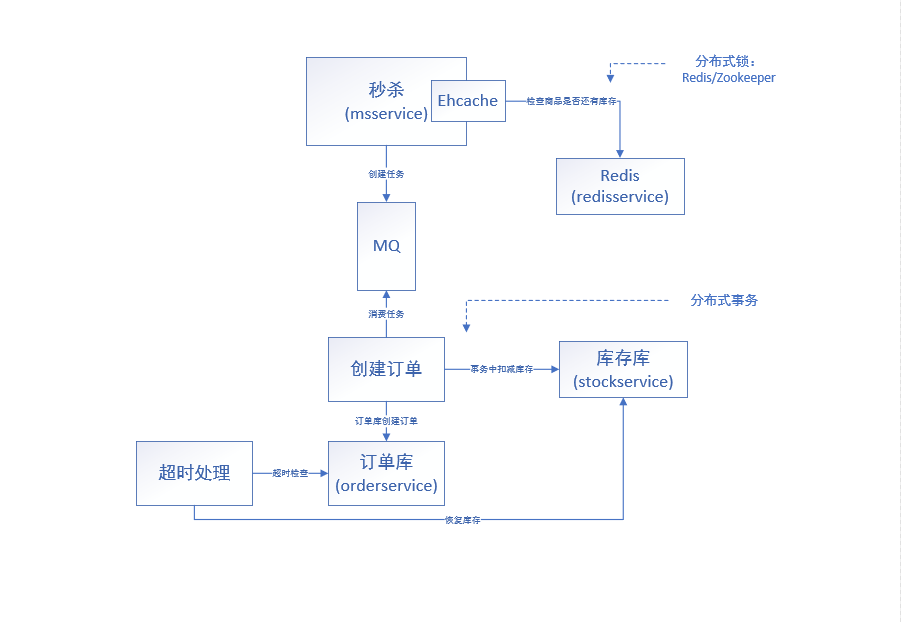 秒杀
(msservice)
Ehcache
检查商品是否还有库存
分布式锁：
Redis/Zookeeper
Redis
(redisservice)
创建任务
MQ
消费任务
分布式事务
创建订单
事务中扣减库存
库存库
(stockservice)
订单库创建订单
超时处理
超时检查
订单库
(orderservice)
恢复库存